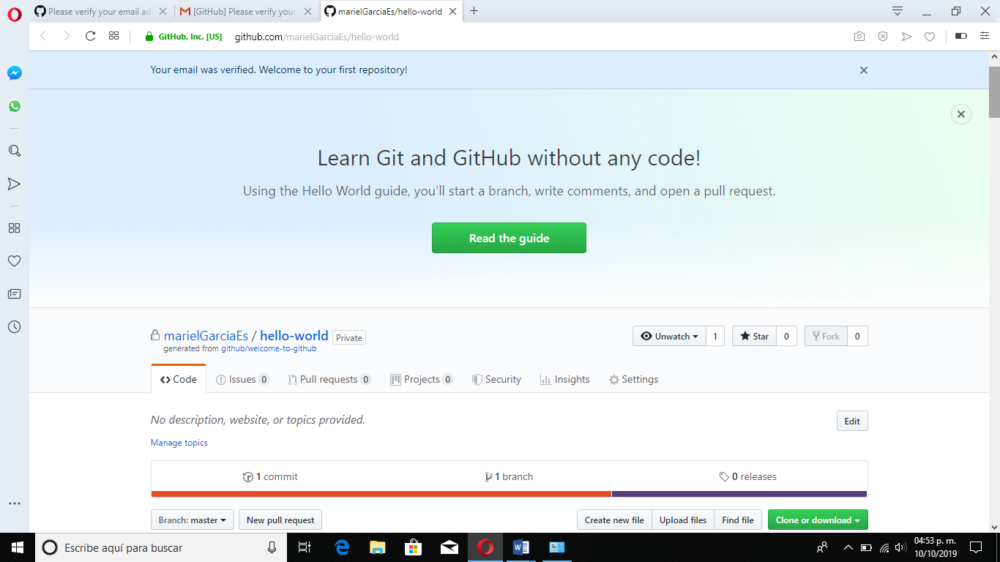 Please verify your email ad
[GitHub] Please verify your
marielGarciaEs/hello-world
GitHub, Inc. [US]
github.com/marielGarciaEs/hello-world
Your email was verified. Welcome to your first repository!
Learn Git and GitHub without any code!
Using the Hello World guide, you’ll start a branch, write comments, and open a pull request.
Read the guide
marielGarciaEs / hello-world Private
generated from github/welcome-to-github
Unwatch 1 Star 0 Fork 0
Code Issues 0 Pull requests 0 Projects 0 Security Insights Settings
No description, website, or topics provided.
Edit
Manage topics
1 commit 1 branch 0 releases
Branch: master New pull request Create new file Upload files Find file Clone or download
Escribe aquí para buscar
04:53 p. m.
10/10/2019